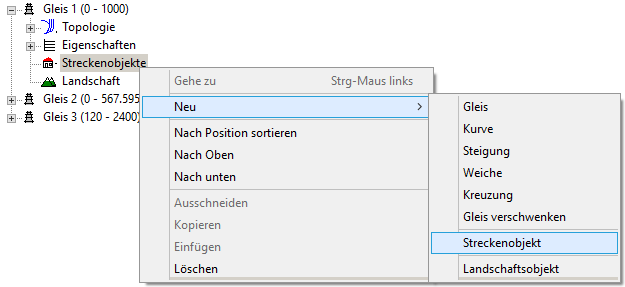 Gleis 1 (0 - 1000)
Topologie
Eigenschaften
Streckenobjekte
Landschaft
Gleis 2 (0 - 567.595
Gleis 3 (120 - 2400)
Gehe zu Strg-Maus links
Neu
Nach Position sortieren
Nach Oben
Nach unten
Ausschneiden
Kopieren
Einfügen
Löschen
Gleis
Kurve
Steigung
Weiche
Kreuzung
Gleis verschwenken
Streckenobjekt
Landschaftsobjekt